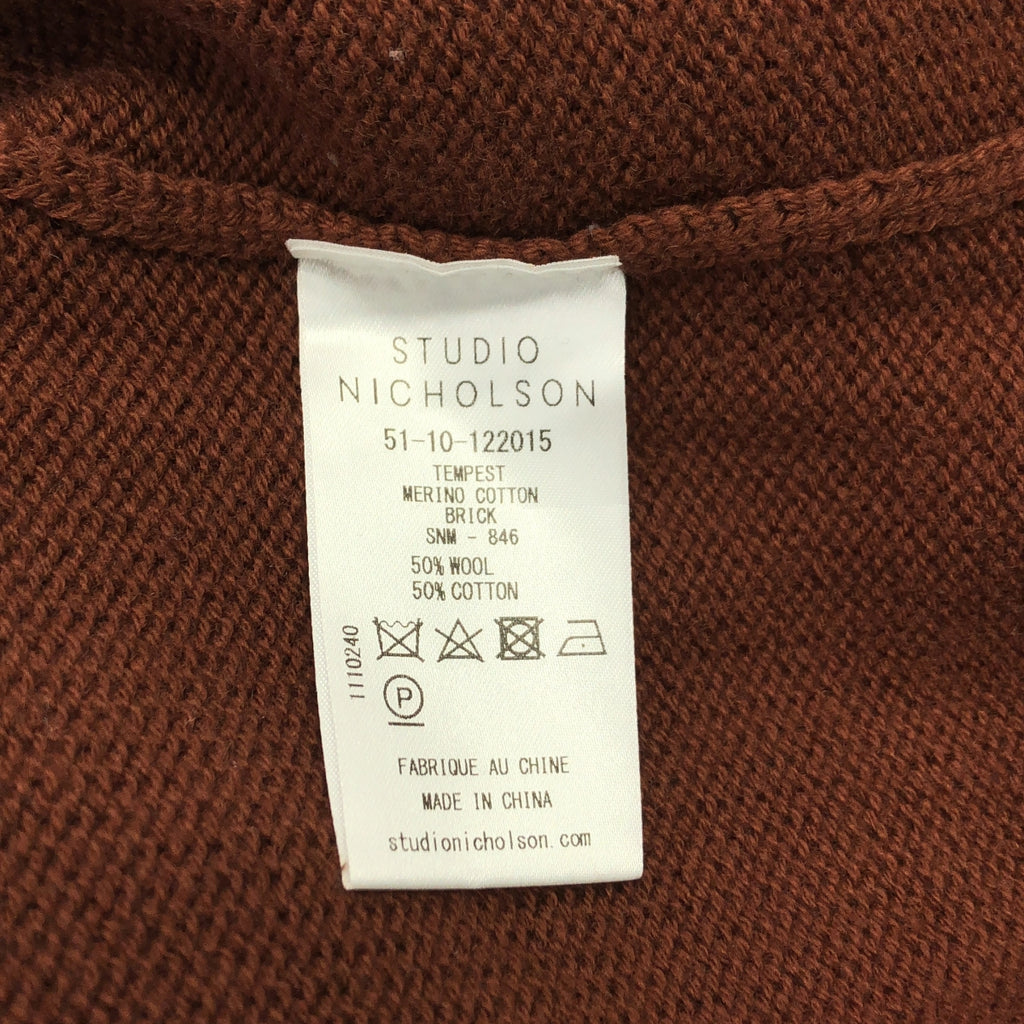 STUDIO
NICHOLSON
51-10-122015
TEMPEST
MERINO COTTON
BRICK
SNM - 846
50% WOOL
50% COTTON
1110240
P
FABRIQUE AU CHINE
MADE IN CHINA
studionicholson.com